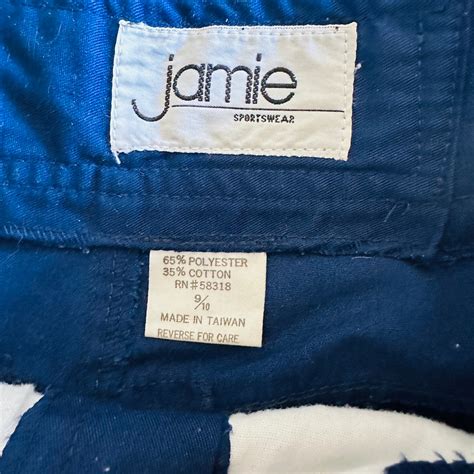 jamie
SPORTSWEAR
65% POLYESTER
35% COTTON
RN#58318
9/10
MADE IN TAIWAN
REVERSE FOR CARE